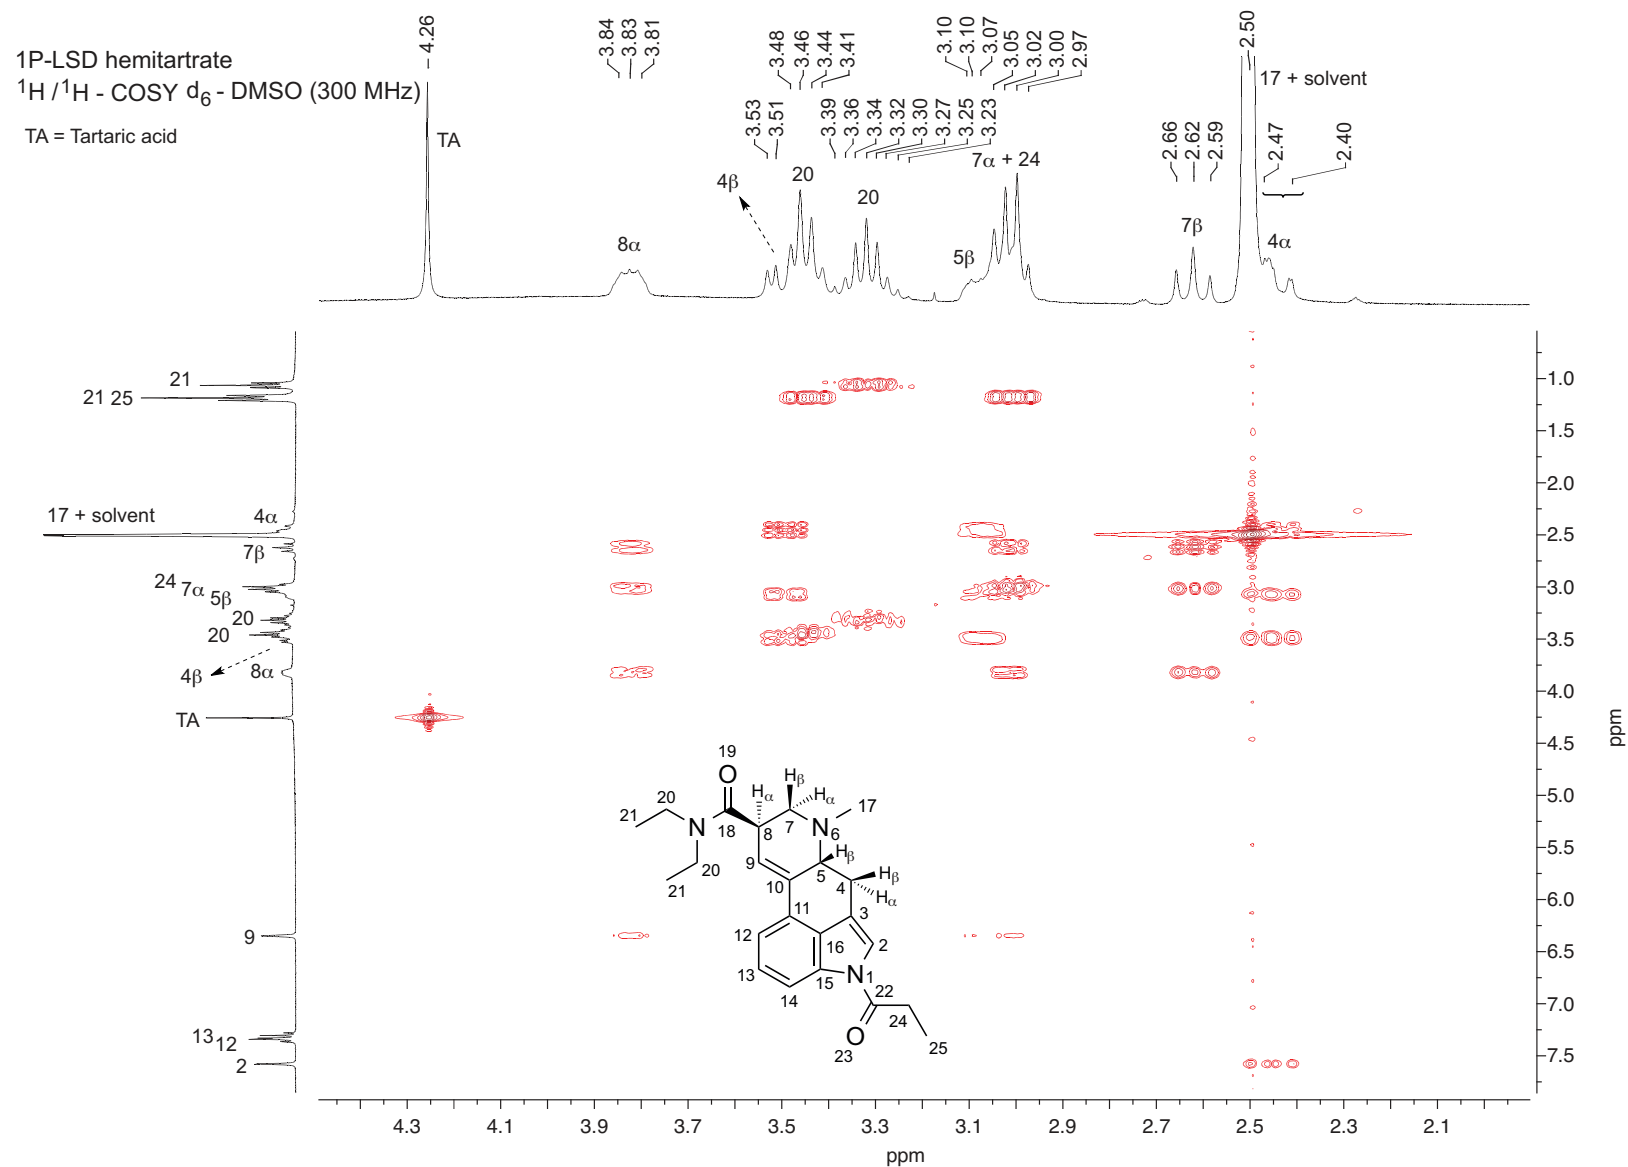 1P-LSD hemitartrate
1H / 1H - COSY d6 - DMSO (300 MHz)
TA = Tartaric acid
4.26
3.84
3.83
3.81
3.53
3.51
3.48
3.46
3.44
3.41
3.39
3.36
3.34
3.32
3.30
3.27
3.25
3.23
3.10
3.10
3.07
3.05
3.02
3.00
2.97
2.66
2.62
2.59
2.50
2.47
2.40
TA
8α
4β
20
20
5β
7α + 24
7β
17 + solvent
4α
21
21 25
17 + solvent
4α
7β
24
7α
5β
20
20
4β
8α
TA
9
13
12
2
1.0
1.5
2.0
2.5
3.0
3.5
4.0
4.5
5.0
5.5
6.0
6.5
7.0
7.5
ppm
19
O
Hβ
Hα
Hα
17
20
21
N
18
8
7
N
6
Hβ
9
5
Hβ
20
21
10
4
Hα
11
3
12
16
2
13
15
N
1
14
22
24
O
23
25
4.3
4.1
3.9
3.7
3.5
3.3
3.1
2.9
2.7
2.5
2.3
2.1
ppm